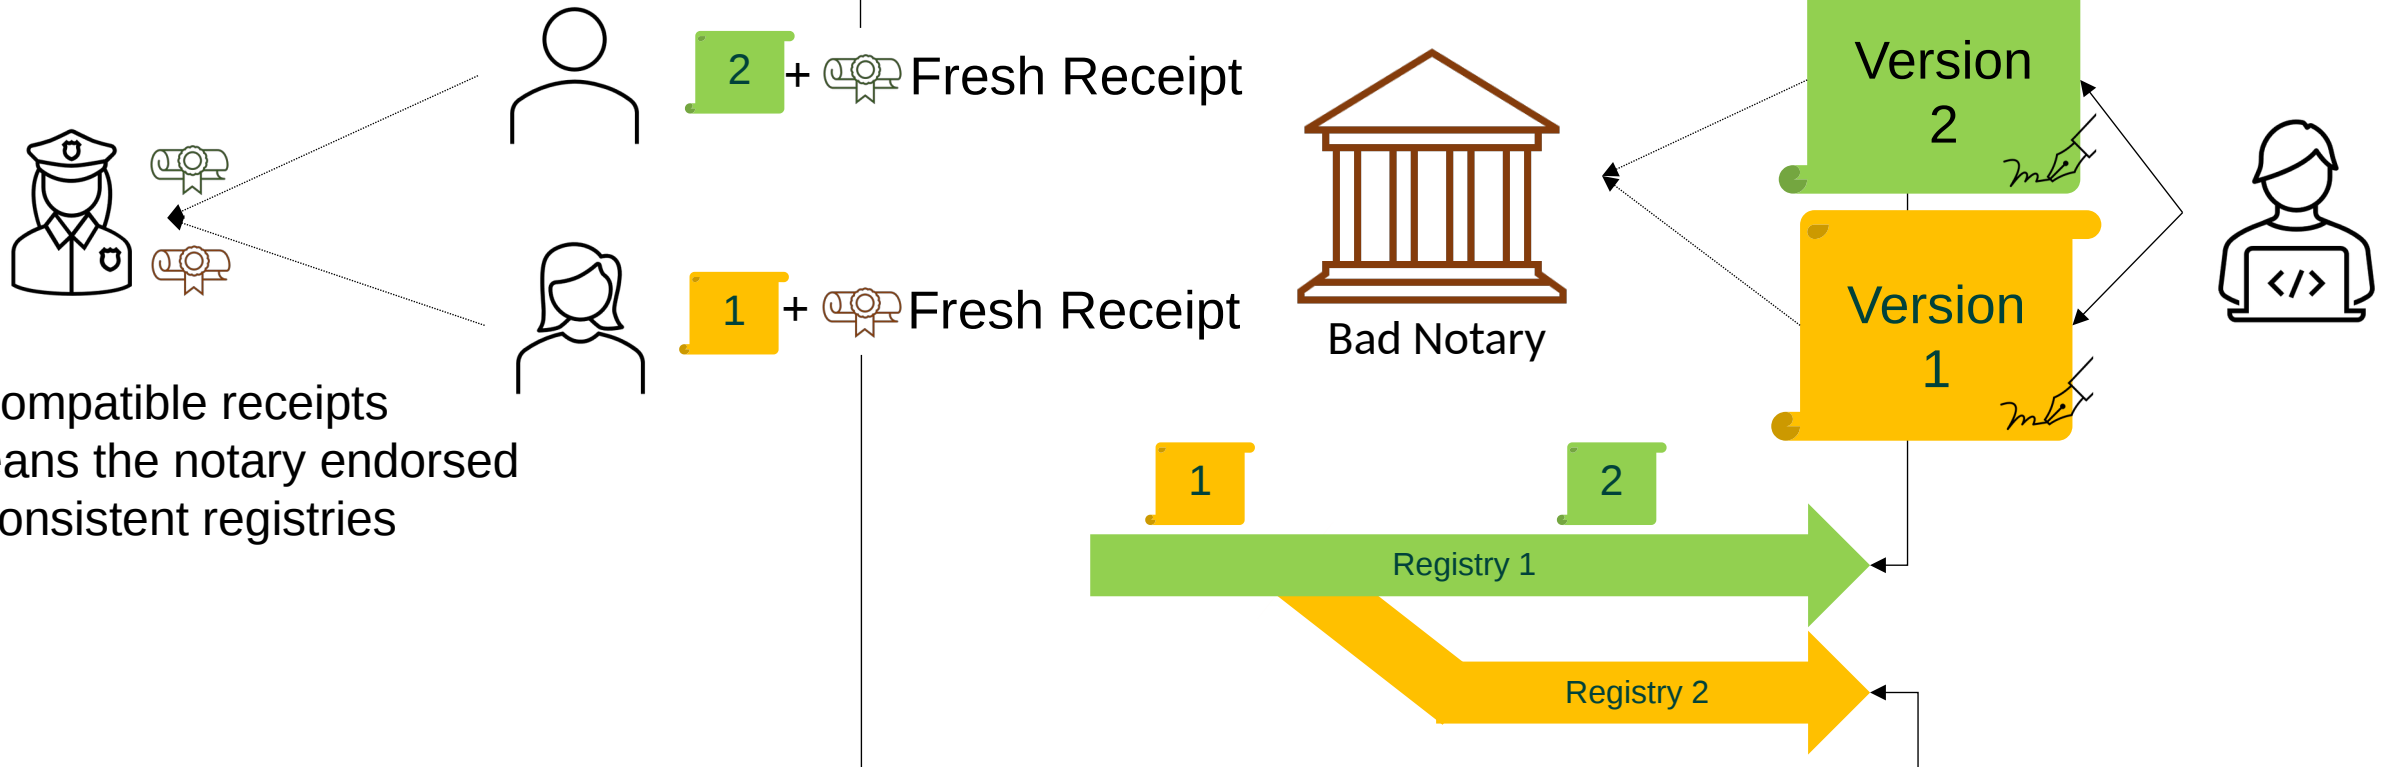 2
+
Fresh Receipt
1
+
Fresh Receipt
ompatible receipts
eans the notary endorsed
onsistent registries
Bad Notary
Version
2
Version
1
</>
1
2
Registry 1
Registry 2